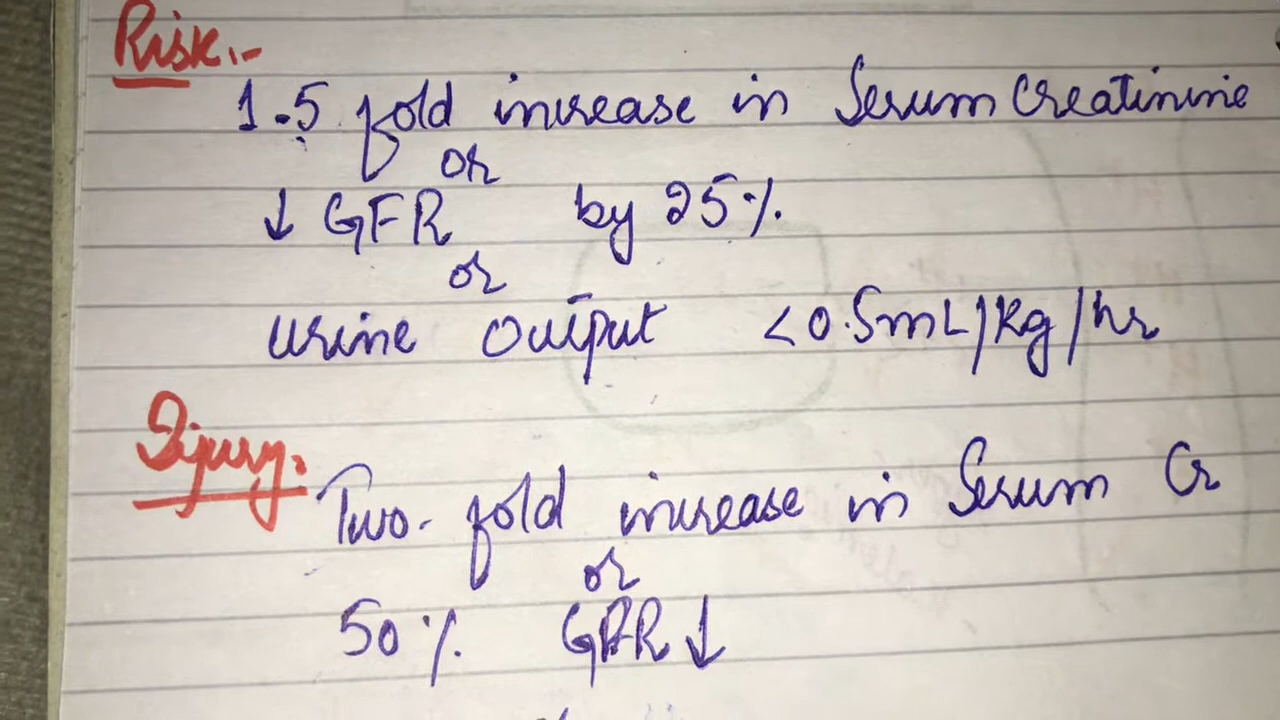 Risk:-
1.5 fold increase in Serum Creatinine
or
↓ GFR by 25%.
or
Urine Output <0.5mL/kg/hr
Injury:
Two-fold increase in Serum Cr
or
50% GFR ↓